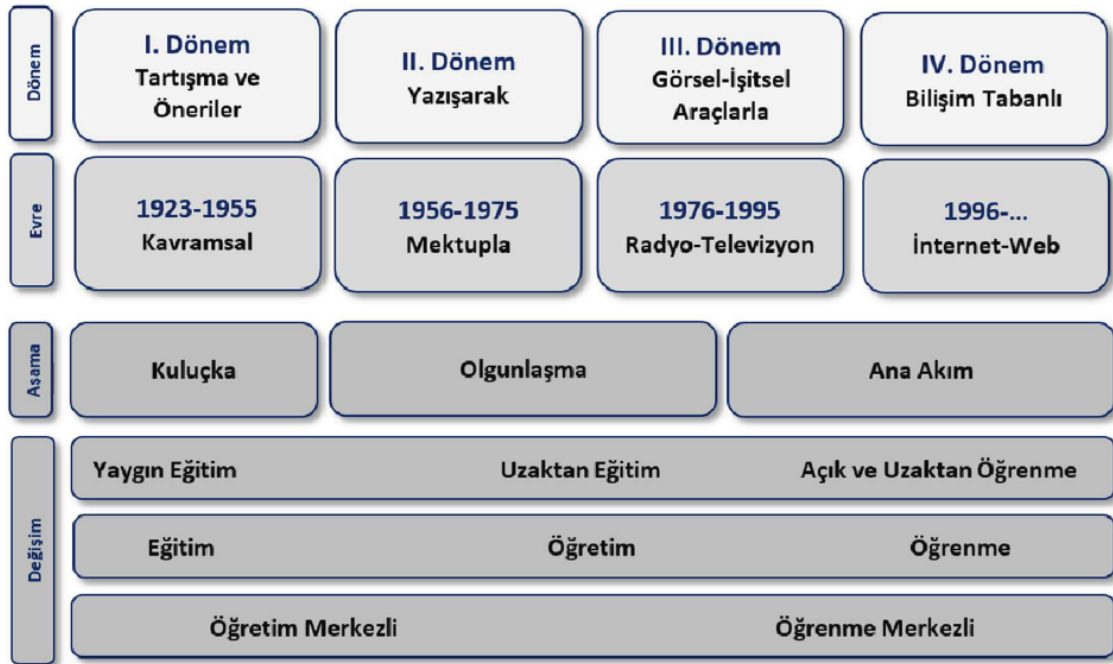 Dönem
I. Dönem
Tartışma ve
Öneriler
II. Dönem
Yazışarak
III. Dönem
Görsel-İşitsel
Araçlarla
IV. Dönem
Bilişim Tabanlı
Evre
1923-1955
Kavramsal
1956-1975
Mektupla
1976-1995
Radyo-Televizyon
1996-...
İnternet-Web
Aşama
Kuluçka
Olgunlaşma
Ana Akım
Değişim
Yaygın Eğitim
Uzaktan Eğitim
Açık ve Uzaktan Öğrenme
Eğitim
Öğretim
Öğrenme
Öğretim Merkezli
Öğrenme Merkezli